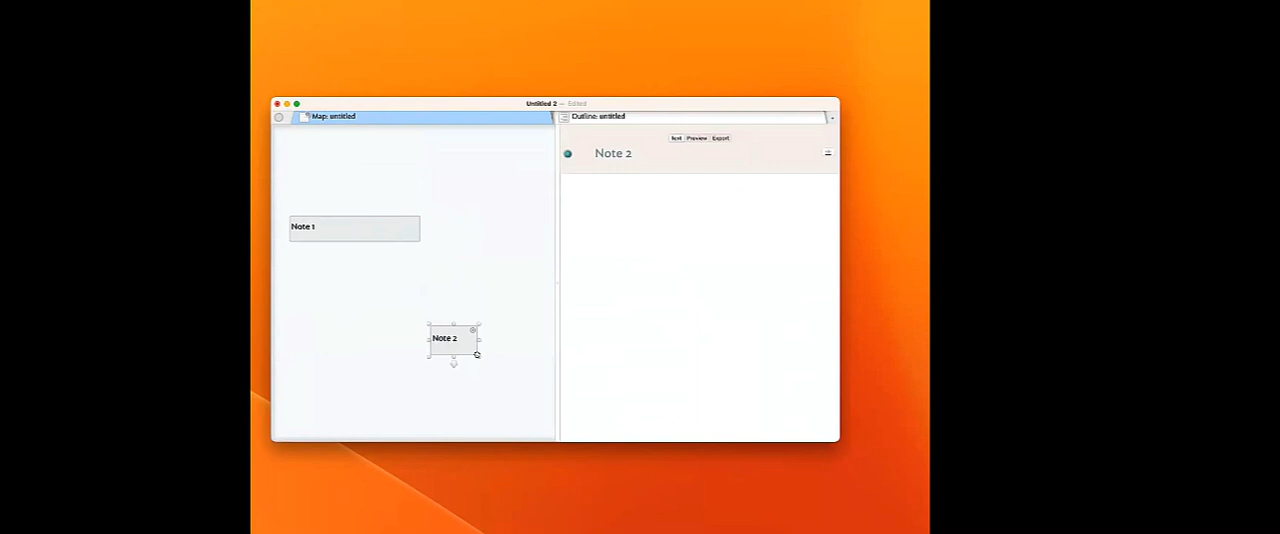 Untitled 2 — Edited
Map: untitled
Outline: untitled
Text Preview Export
Note 2
Note 1
Note 2